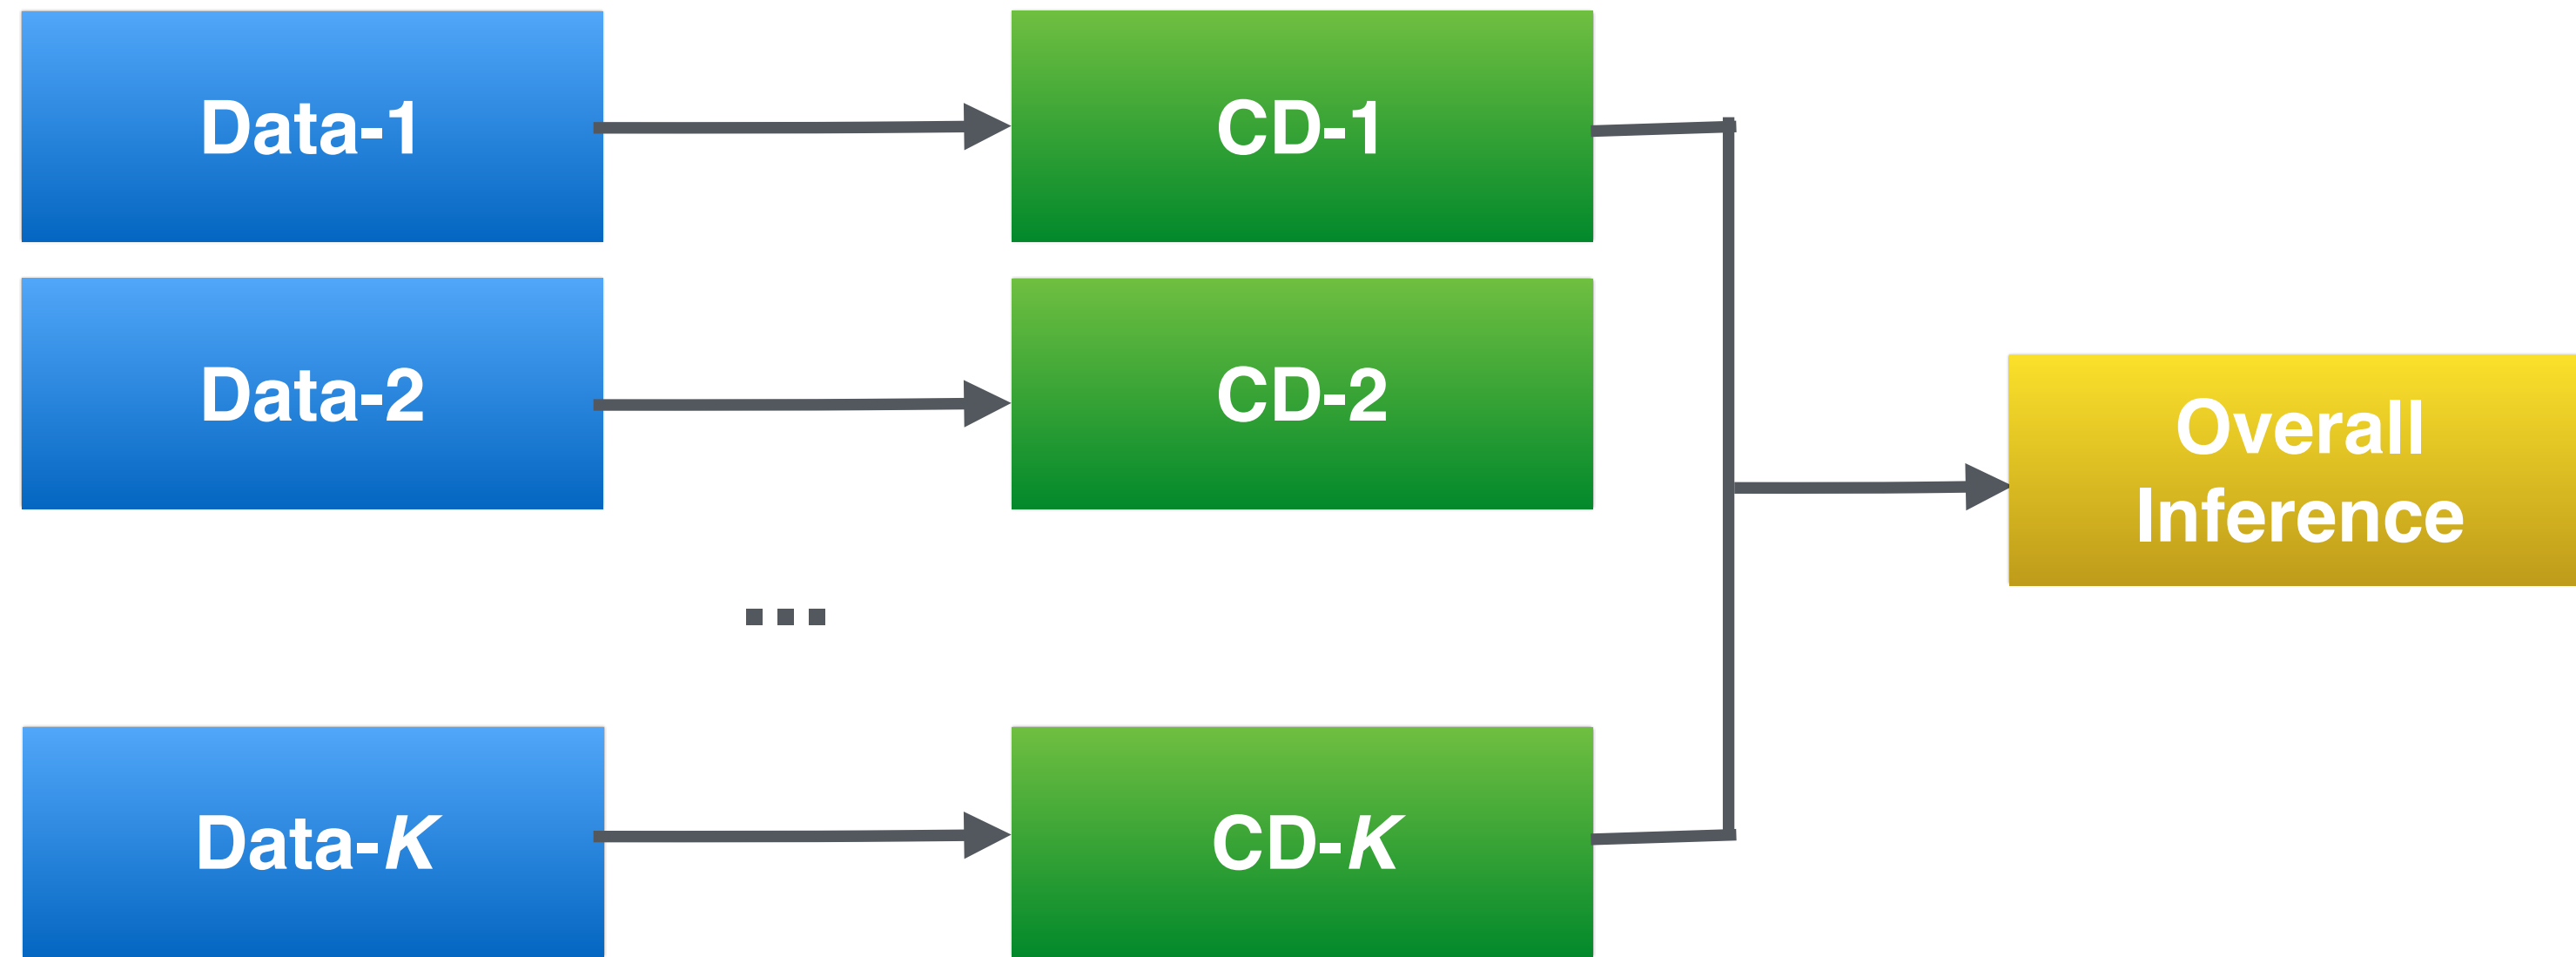 Data-1
CD-1
Data-2
CD-2
Overall
Inference
...
Data-K
CD-K